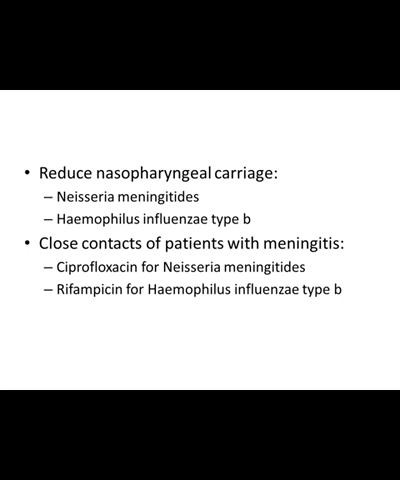 • Reduce nasopharyngeal carriage:
– Neisseria meningitides
– Haemophilus influenzae type b
• Close contacts of patients with meningitis:
– Ciprofloxacin for Neisseria meningitides
– Rifampicin for Haemophilus influenzae type b